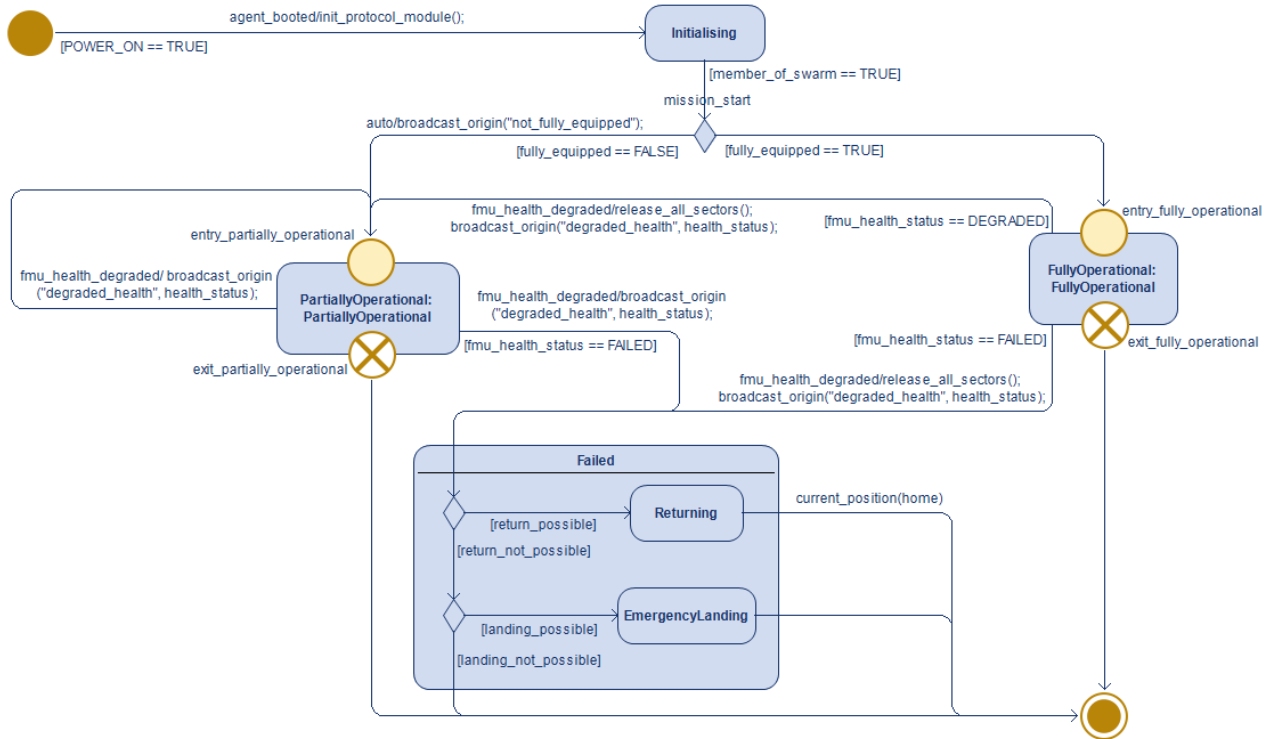 agent_booted/init_protocol_module();
[POWER_ON == TRUE]
Initialising
[member_of_swarm == TRUE]
mission_start
auto/broadcast_origin("not_fully_equipped");
[fully_equipped == FALSE]
[fully_equipped == TRUE]
fmu_health_degraded/release_all_sectors();
broadcast_origin("degraded_health", health_status);
[fmu_health_status == DEGRADED]
entry_fully_operational
entry_partially_operational
fmu_health_degraded/ broadcast_origin
("degraded_health", health_status);
PartiallyOperational:
PartiallyOperational
fmu_health_degraded/broadcast_origin
("degraded_health", health_status);
[fmu_health_status == FAILED]
FullyOperational:
FullyOperational
[fmu_health_status == FAILED]
exit_fully_operational
exit_partially_operational
fmu_health_degraded/release_all_sectors();
broadcast_origin("degraded_health", health_status);
Failed
Returning
current_position(home)
[return_possible]
[return_not_possible]
EmergencyLanding
[landing_possible]
[landing_not_possible]